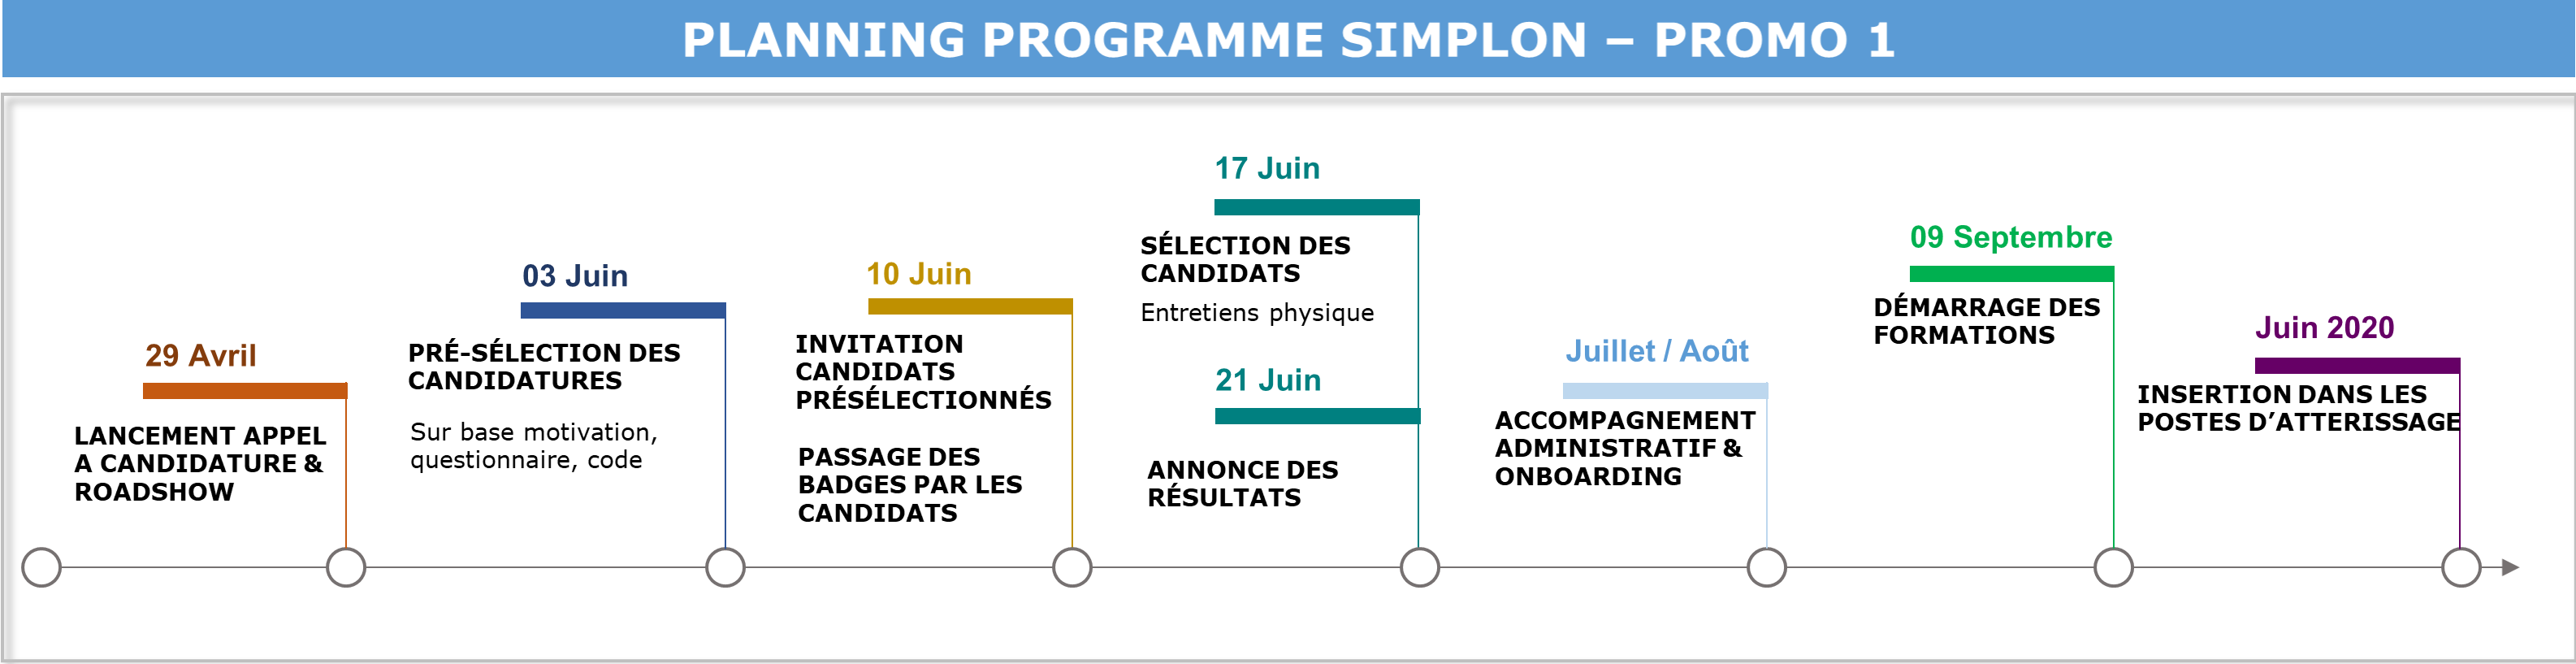 PLANNING PROGRAMME SIMPLON – PROMO 1
29 Avril
LANCEMENT APPEL
A CANDIDATURE &
ROADSHOW
03 Juin
PRÉ-SÉLECTION DES
CANDIDATURES
Sur base motivation,
questionnaire, code
10 Juin
INVITATION
CANDIDATS
PRÉSÉLECTIONNÉS
PASSAGE DES
BADGES PAR LES
CANDIDATS
17 Juin
SÉLECTION DES
CANDIDATS
Entretiens physique
21 Juin
ANNONCE DES
RÉSULTATS
Juillet / Août
ACCOMPAGNEMENT
ADMINISTRATIF &
ONBOARDING
09 Septembre
DÉMARRAGE DES
FORMATIONS
Juin 2020
INSERTION DANS LES
POSTES D’ATTERISSAGE